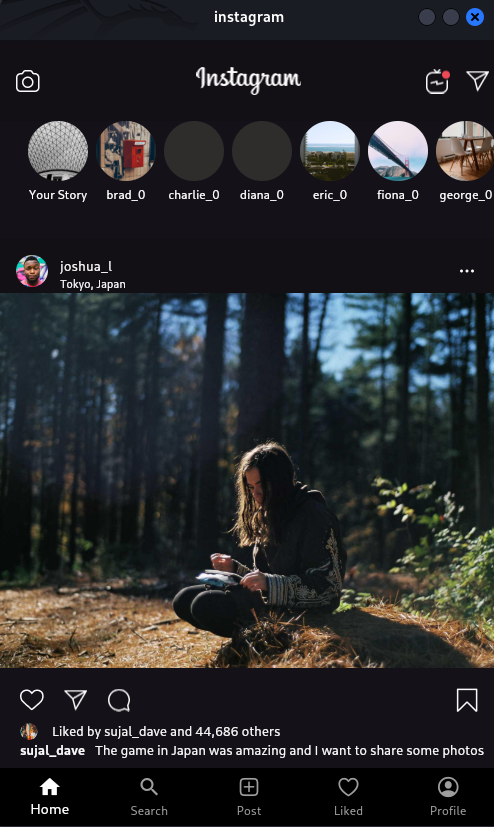 instagram
Instagram
Your Story
brad_0
charlie_0
diana_0
eric_0
fiona_0
george_0
joshua_l
Tokyo, Japan
Liked by sujal_dave and 44,686 others
sujal_dave The game in Japan was amazing and I want to share some photos
Home
Search
Post
Liked
Profile